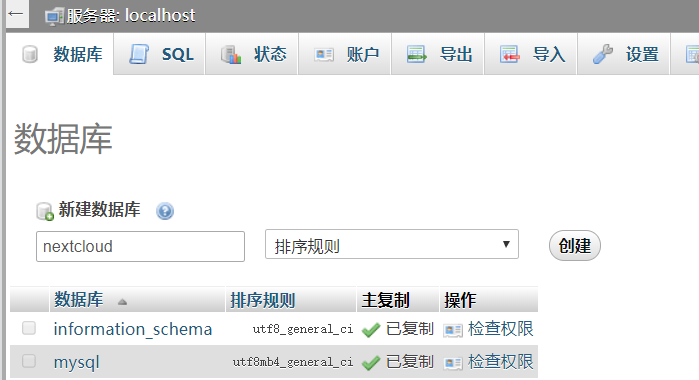 服务器: localhost
数据库 SQL 状态 账户 导出 导入 设置
数据库
新建数据库
nextcloud 排序规则 创建
数据库 排序规则 主复制 操作
information_schema utf8_general_ci 已复制 检查权限
mysql utf8mb4_general_ci 已复制 检查权限